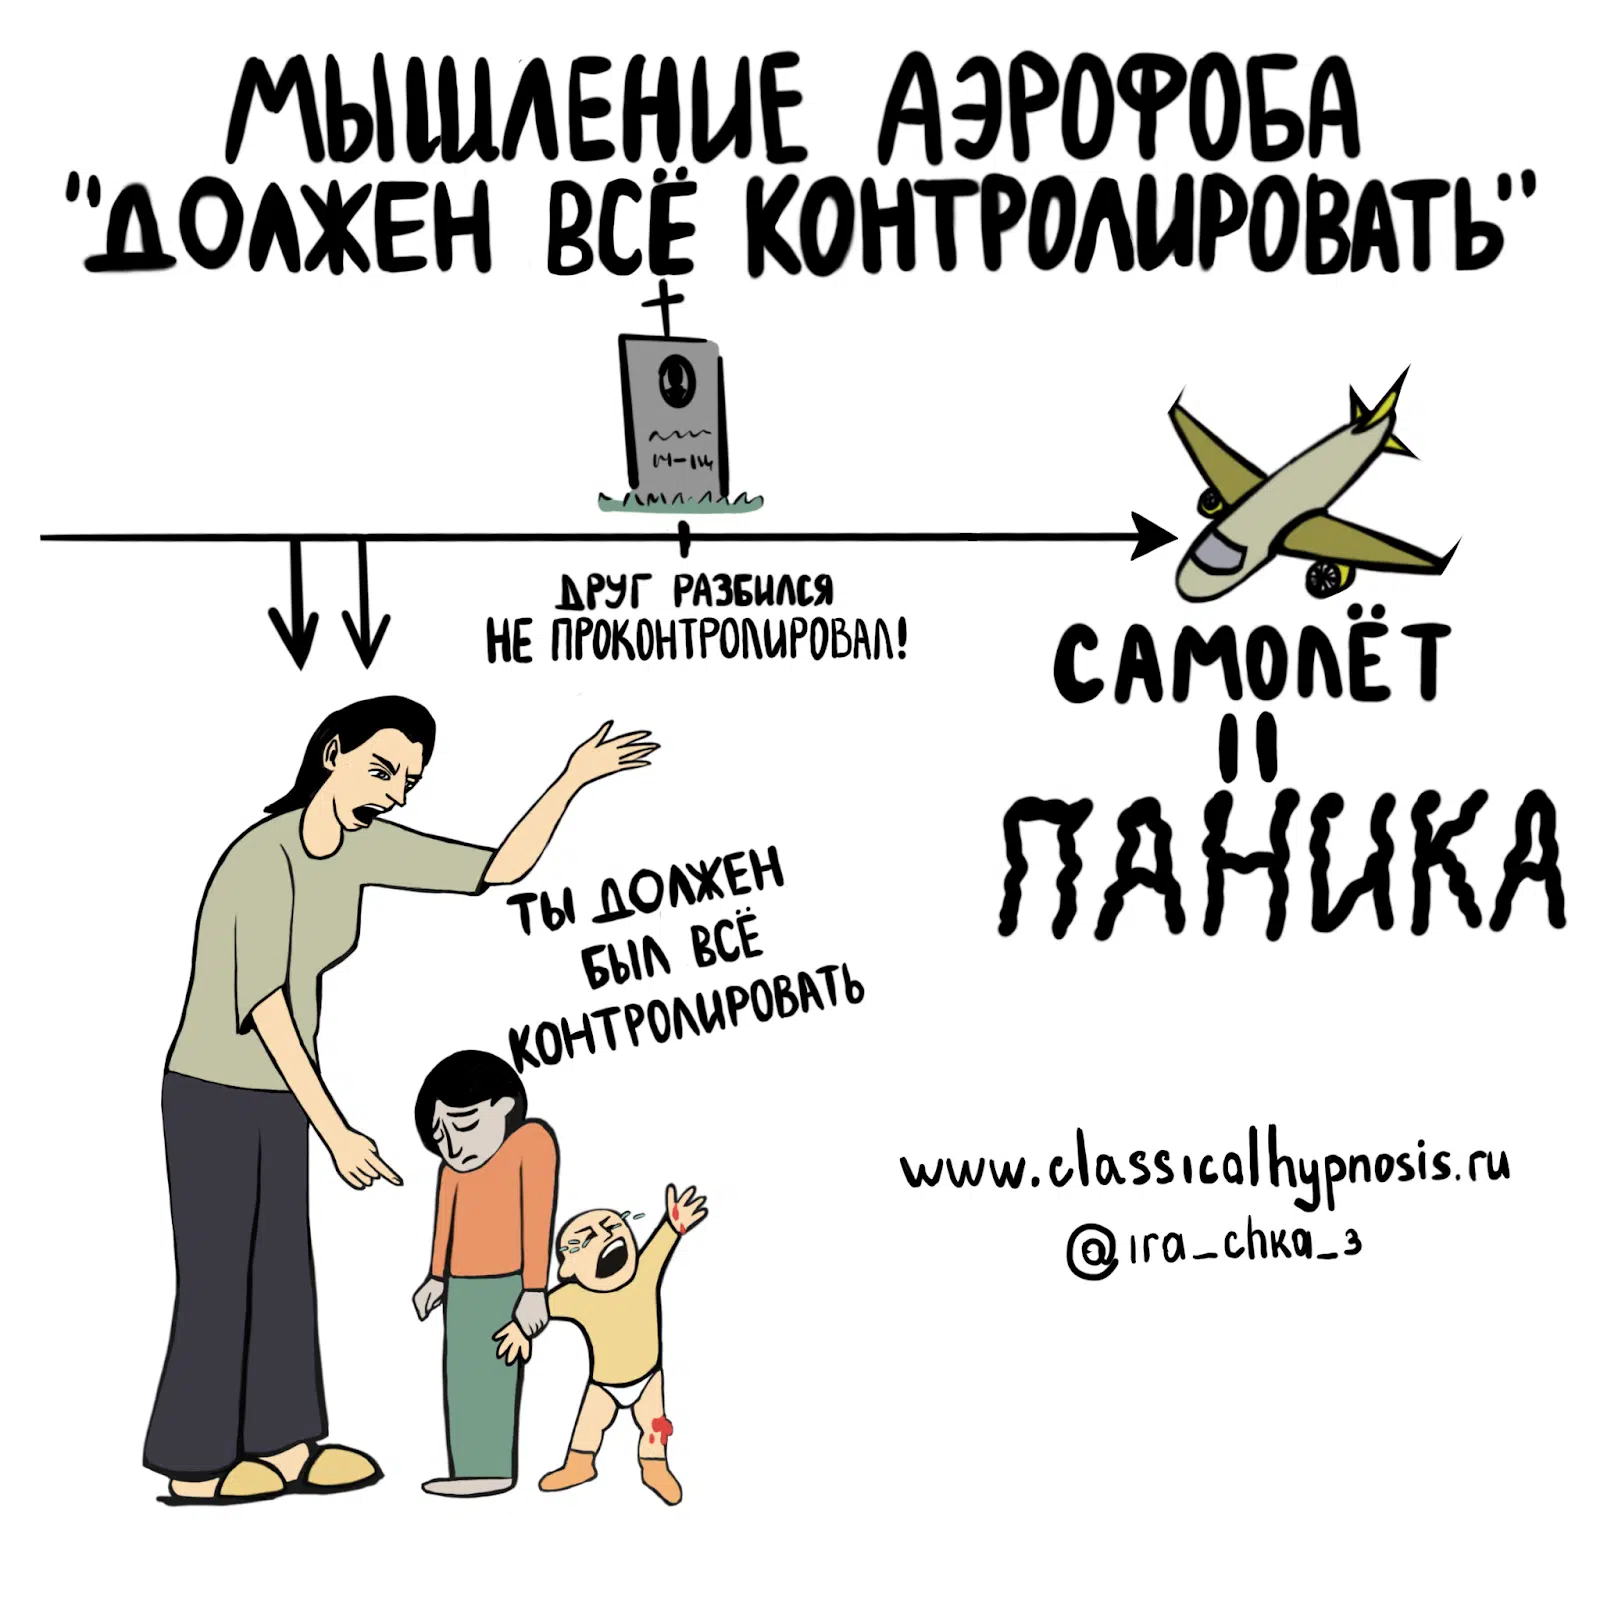 МЫШЛЕНИЕ АЭРОФОБА
"ДОЛЖЕН ВСЁ КОНТРОЛИРОВАТЬ"
ДРУГ РАЗБИЛСЯ
НЕ ПРОКОНТРОЛИРОВАЛ!
САМОЛЁТ
=
ПАНИКА
ТЫ ДОЛЖЕН
БЫЛ ВСЁ
КОНТРОЛИРОВАТЬ
www.classicalhypnosis.ru
@ira_chka_3